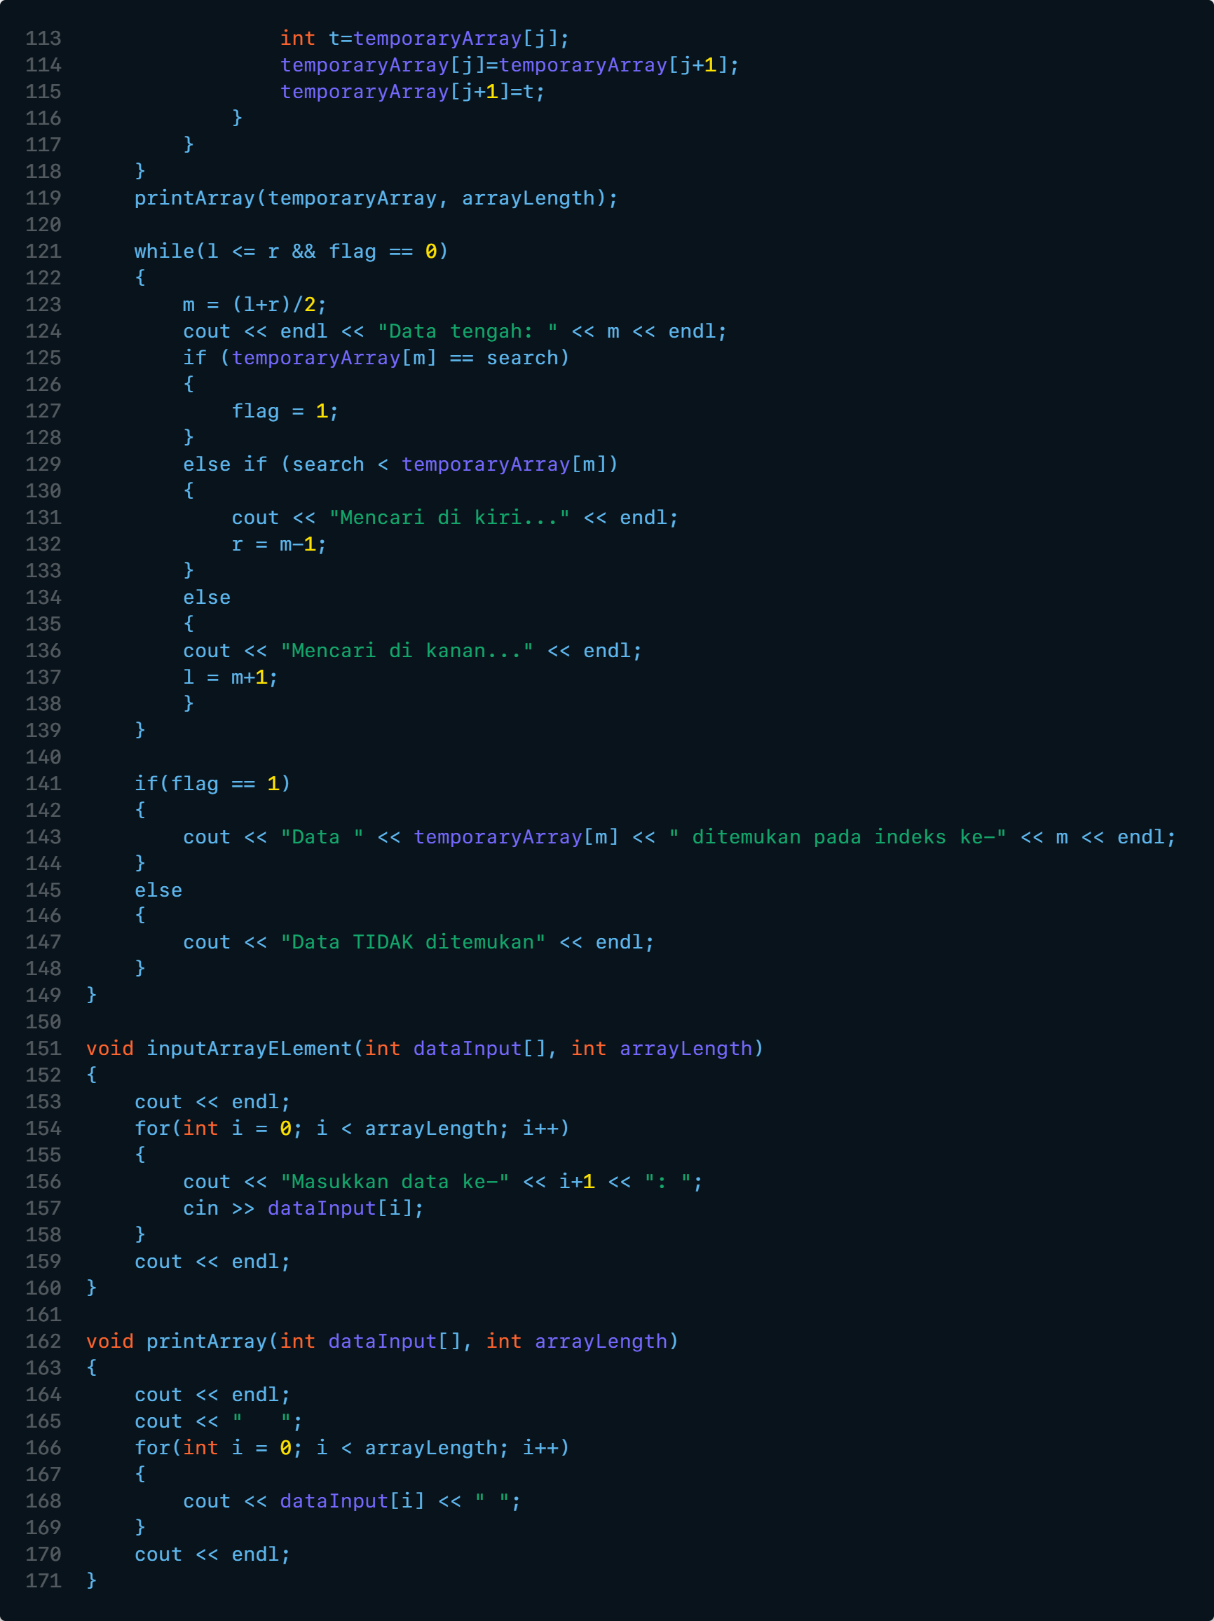 113                  int t=temporaryArray[j];
114                  temporaryArray[j]=temporaryArray[j+1];
115                  temporaryArray[j+1]=t;
116              }
117          }
118      }
119      printArray(temporaryArray, arrayLength);
120
121      while(l <= r && flag == 0)
122      {
123          m = (l+r)/2;
124          cout << endl << "Data tengah: " << m << endl;
125          if (temporaryArray[m] == search)
126          {
127              flag = 1;
128          }
129          else if (search < temporaryArray[m])
130          {
131              cout << "Mencari di kiri..." << endl;
132              r = m-1;
133          }
134          else
135          {
136          cout << "Mencari di kanan..." << endl;
137          l = m+1;
138          }
139      }
140
141      if(flag == 1)
142      {
143          cout << "Data " << temporaryArray[m] << " ditemukan pada indeks ke-" << m << endl;
144      }
145      else
146      {
147          cout << "Data TIDAK ditemukan" << endl;
148      }
149  }
150
151  void inputArrayELement(int dataInput[], int arrayLength)
152  {
153      cout << endl;
154      for(int i = 0; i < arrayLength; i++)
155      {
156          cout << "Masukkan data ke-" << i+1 << ": ";
157          cin >> dataInput[i];
158      }
159      cout << endl;
160  }
161
162  void printArray(int dataInput[], int arrayLength)
163  {
164      cout << endl;
165      cout << "   ";
166      for(int i = 0; i < arrayLength; i++)
167      {
168          cout << dataInput[i] << " ";
169      }
170      cout << endl;
171  }